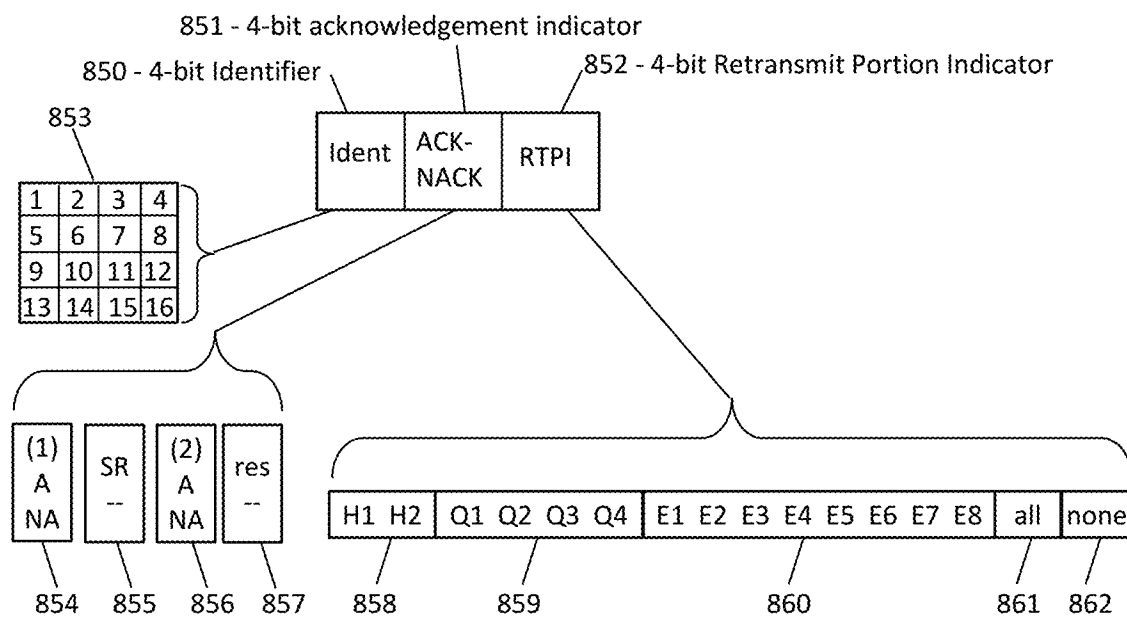 851 - 4-bit acknowledgement indicator
850 - 4-bit Identifier
852 - 4-bit Retransmit Portion Indicator
853
Ident
ACK-
NACK
RTPI
1 2 3 4
5 6 7 8
9 10 11 12
13 14 15 16
(1)
A
NA
SR
--
(2)
A
NA
res
--
H1 H2 Q1 Q2 Q3 Q4 E1 E2 E3 E4 E5 E6 E7 E8 all none
854 855 856 857 858 859 860 861 862